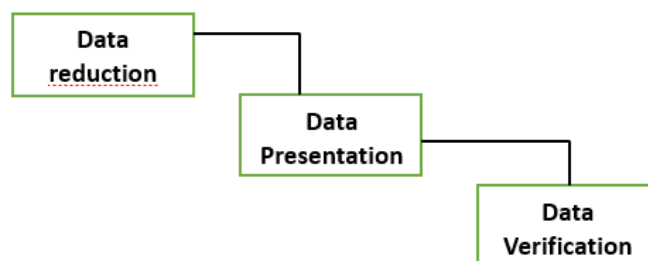 Data
reduction
Data
Presentation
Data
Verification